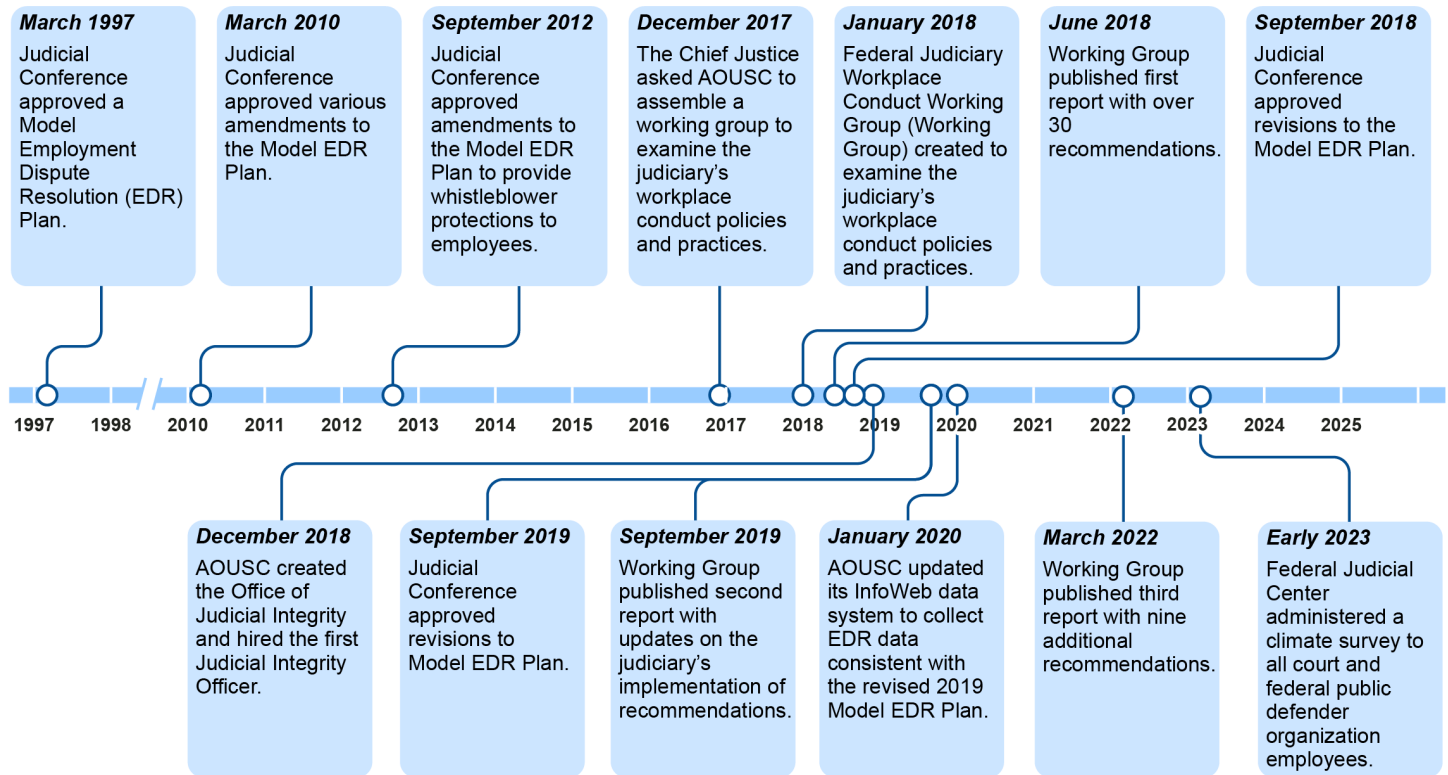 March 1997
Judicial
Conference
approved a
Model
Employment
Dispute
Resolution (EDR)
Plan.
March 2010
Judicial
Conference
approved various
amendments to
the Model EDR
Plan.
September 2012
Judicial
Conference
approved
amendments to
the Model EDR
Plan to provide
whistleblower
protections to
employees.
December 2017
The Chief Justice
asked AOUSC to
assemble a
working group to
examine the
judiciary’s
workplace
conduct policies
and practices.
January 2018
Federal Judiciary
Workplace
Conduct Working
Group (Working
Group) created to
examine the
judiciary’s
workplace
conduct policies
and practices.
June 2018
Working Group
published first
report with over
30
recommendations.
September 2018
Judicial
Conference
approved
revisions to the
Model EDR Plan.
1997 1998 2010 2011 2012 2013 2014 2015 2016 2017 2018 2019 2020 2021 2022 2023 2024 2025
December 2018
AOUSC created
the Office of
Judicial Integrity
and hired the first
Judicial Integrity
Officer.
September 2019
Judicial
Conference
approved
revisions to
Model EDR Plan.
September 2019
Working Group
published second
report with
updates on the
judiciary’s
implementation of
recommendations.
January 2020
AOUSC updated
its InfoWeb data
system to collect
EDR data
consistent with
the revised 2019
Model EDR Plan.
March 2022
Working Group
published third
report with nine
additional
recommendations.
Early 2023
Federal Judicial
Center
administered a
climate survey to
all court and
federal public
defender
organization
employees.